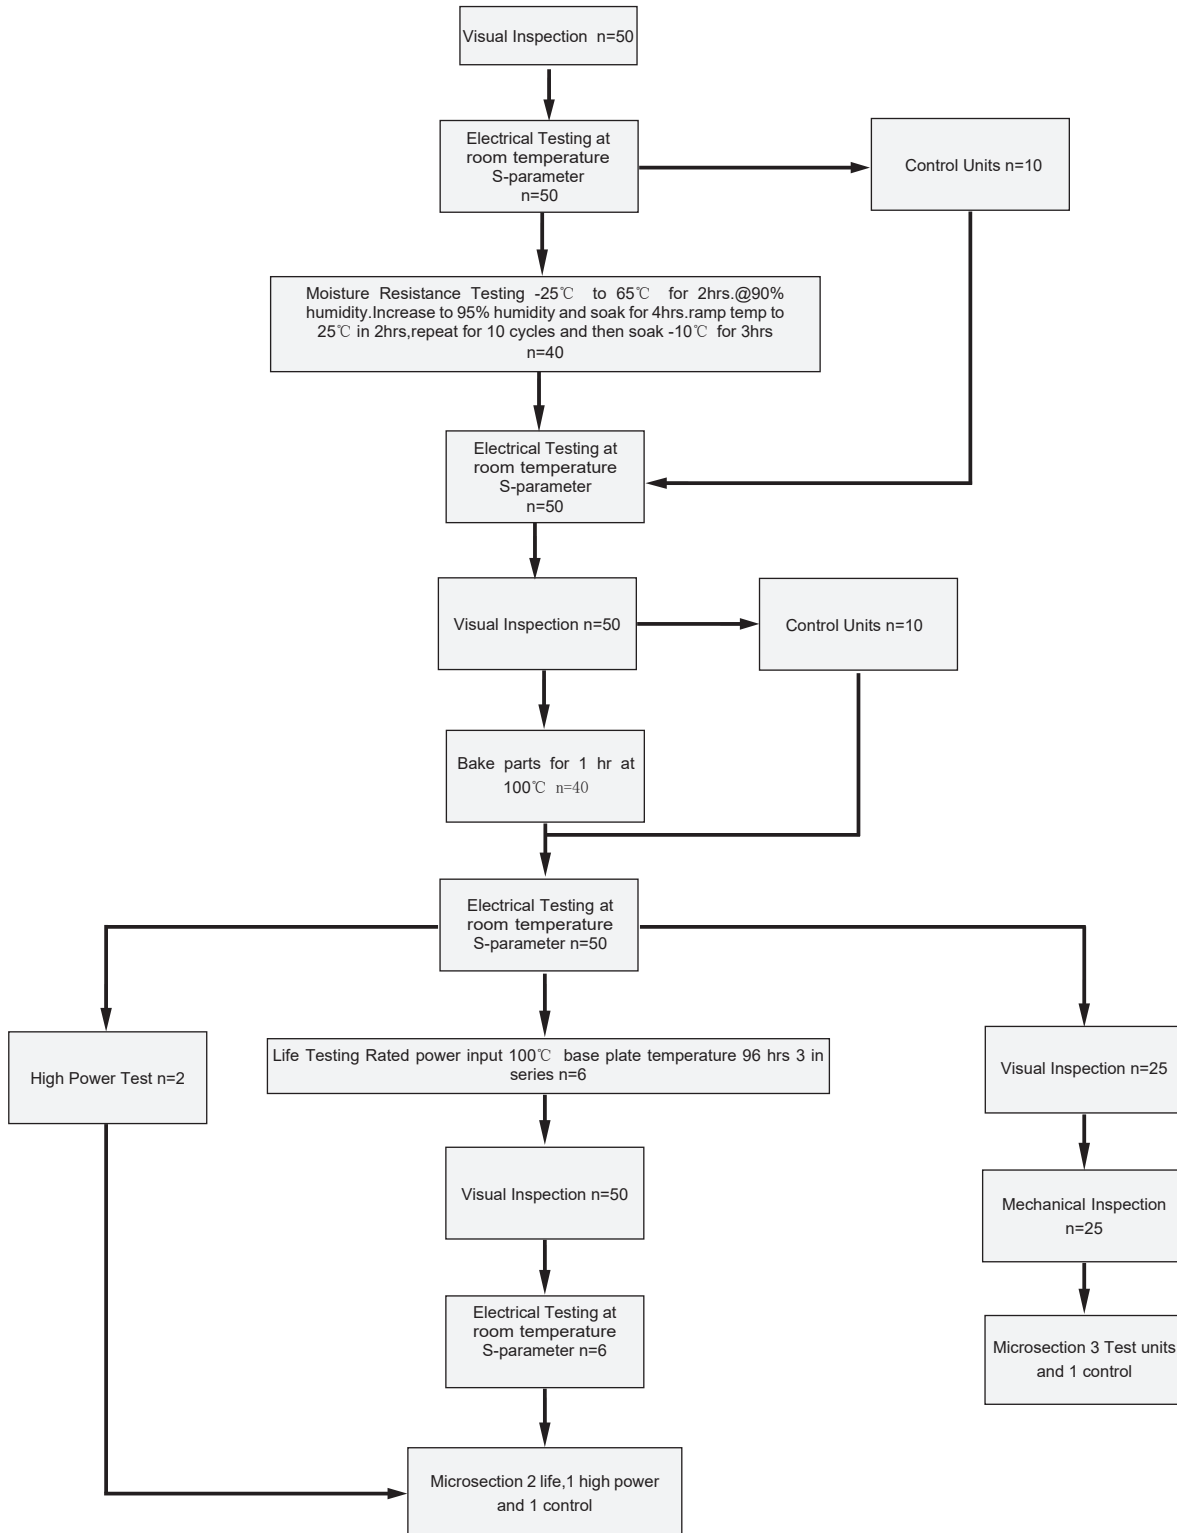 Visual Inspection n=50
Electrical Testing at
room temperature
S-parameter
n=50
Control Units n=10
Moisture Resistance Testing -25℃ to 65℃ for 2hrs.@90%
humidity.Increase to 95% humidity and soak for 4hrs.ramp temp to
25℃ in 2hrs,repeat for 10 cycles and then soak -10℃ for 3hrs
n=40
Electrical Testing at
room temperature
S-parameter
n=50
Visual Inspection n=50
Control Units n=10
Bake parts for 1 hr at
100℃ n=40
Electrical Testing at
room temperature
S-parameter n=50
High Power Test n=2
Life Testing Rated power input 100℃ base plate temperature 96 hrs 3 in
series n=6
Visual Inspection n=25
Visual Inspection n=50
Mechanical Inspection
n=25
Electrical Testing at
room temperature
S-parameter n=6
Microsection 3 Test units
and 1 control
Microsection 2 life,1 high power
and 1 control